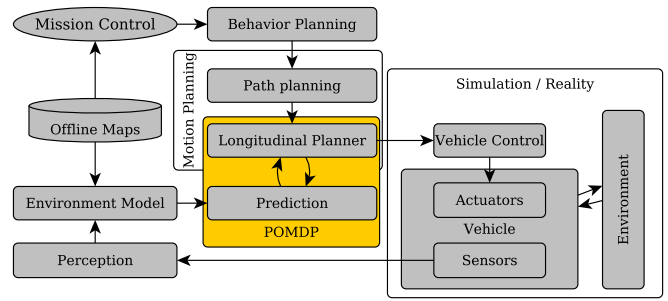 Mission Control
Behavior Planning
Motion Planning
Path planning
Simulation / Reality
Offline Maps
Longitudinal Planner
Vehicle Control
Environment
Environment Model
Prediction
Actuators
POMDP
Vehicle
Perception
Sensors